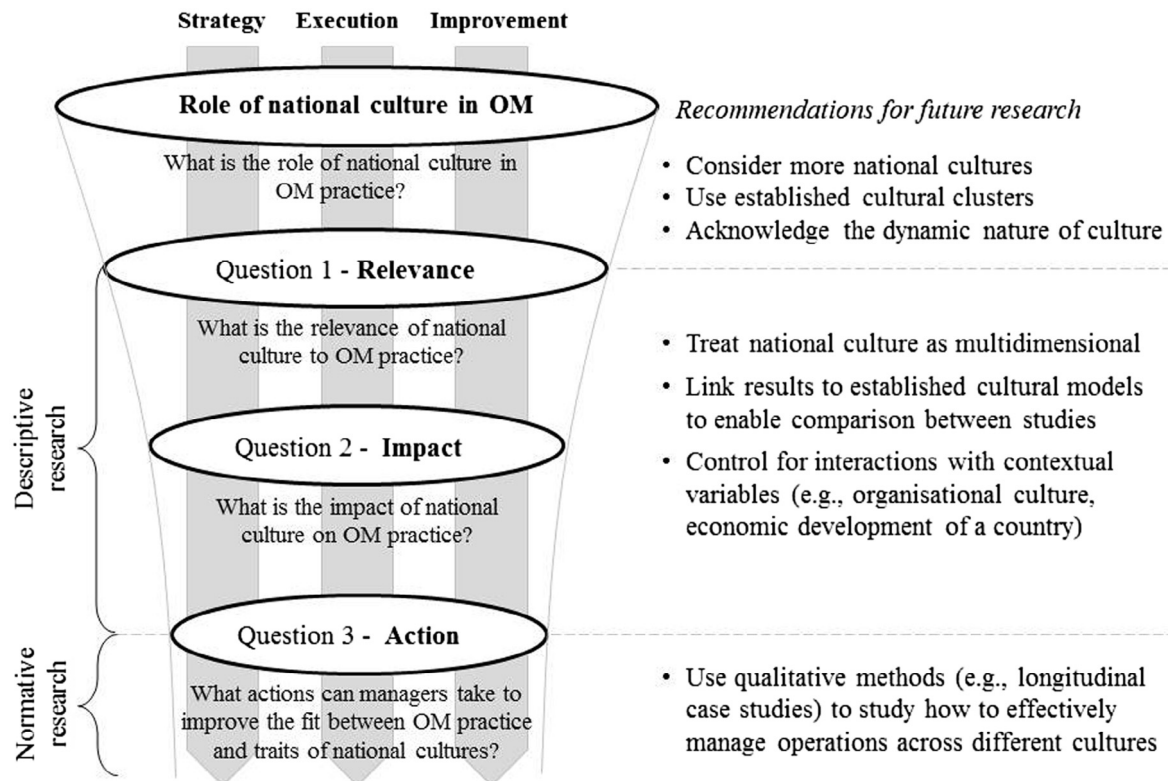 Strategy Execution Improvement
Role of national culture in OM
Recommendations for future research
What is the role of national culture in
OM practice?
• Consider more national cultures
• Use established cultural clusters
• Acknowledge the dynamic nature of culture
Question 1 - Relevance
What is the relevance of national
culture to OM practice?
• Treat national culture as multidimensional
• Link results to established cultural models
to enable comparison between studies
• Control for interactions with contextual
variables (e.g., organisational culture,
economic development of a country)
Descriptive
research
Question 2 - Impact
What is the impact of national
culture on OM practice?
Question 3 - Action
Normative
research
What actions can managers take to
improve the fit between OM practice
and traits of national cultures?
• Use qualitative methods (e.g., longitudinal
case studies) to study how to effectively
manage operations across different cultures